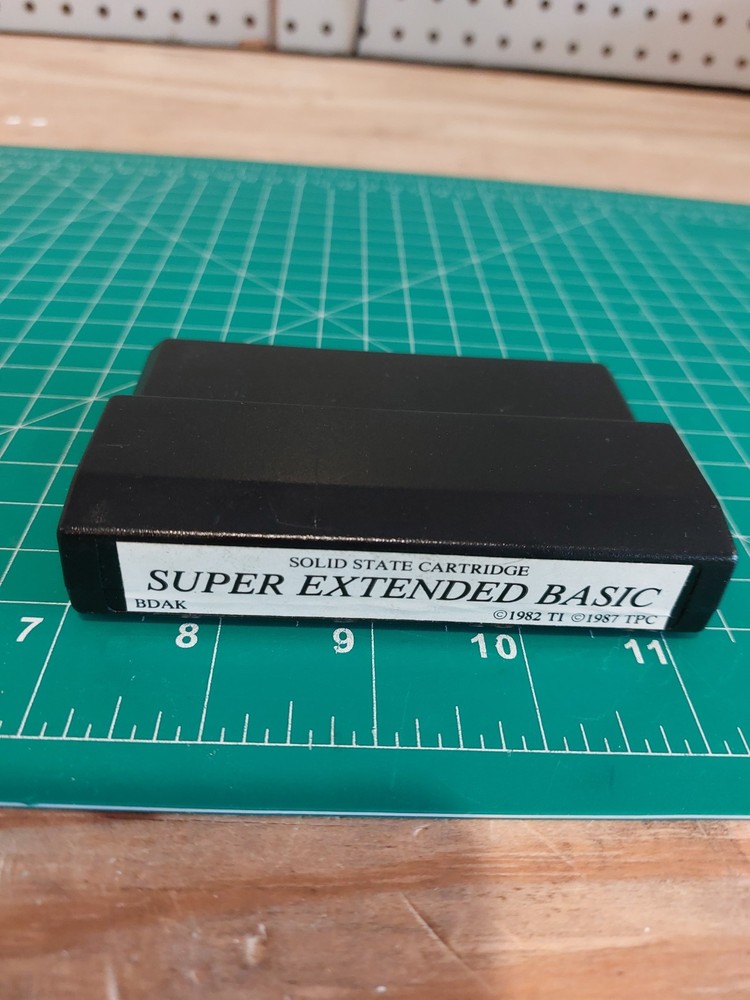 SOLID STATE CARTRIDGE
SUPER EXTENDED BASIC
BDAK ©1982 TI ©1987 TPC
7 8 9 10 11